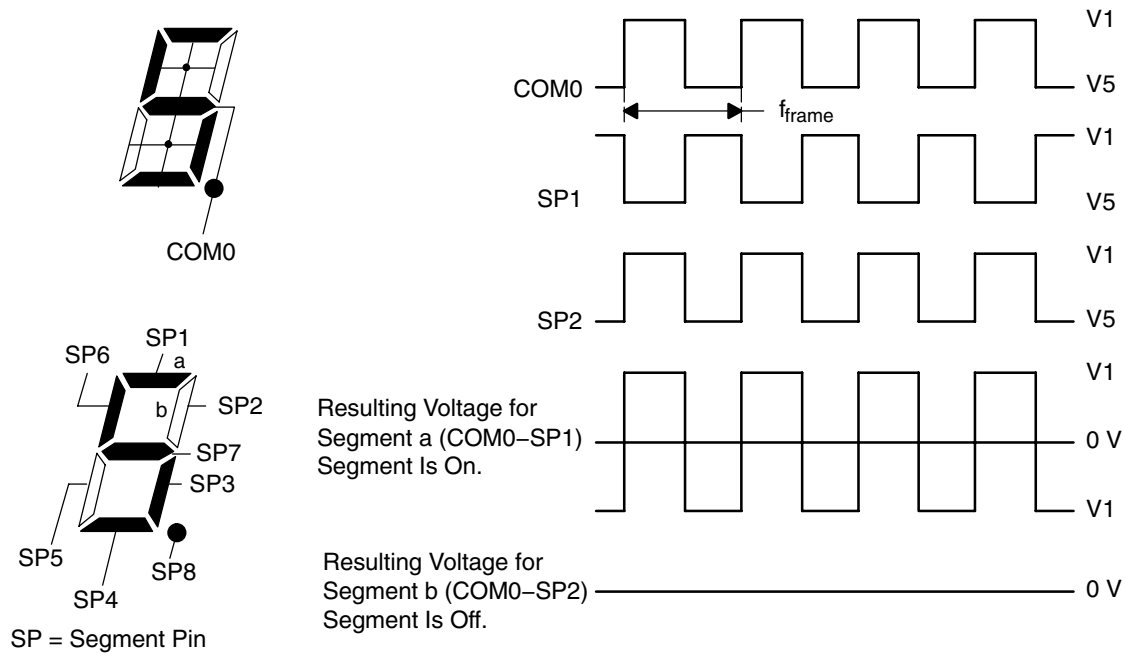 COM0
SP1
a
SP6
b
SP2
SP7
SP3
SP5
SP8
SP4
SP = Segment Pin
V1
COM0
V5
fframe
V1
SP1
V5
V1
SP2
V5
Resulting Voltage for
Segment a (COM0−SP1)
Segment Is On.
V1
0 V
V1
Resulting Voltage for
Segment b (COM0−SP2)
Segment Is Off.
0 V